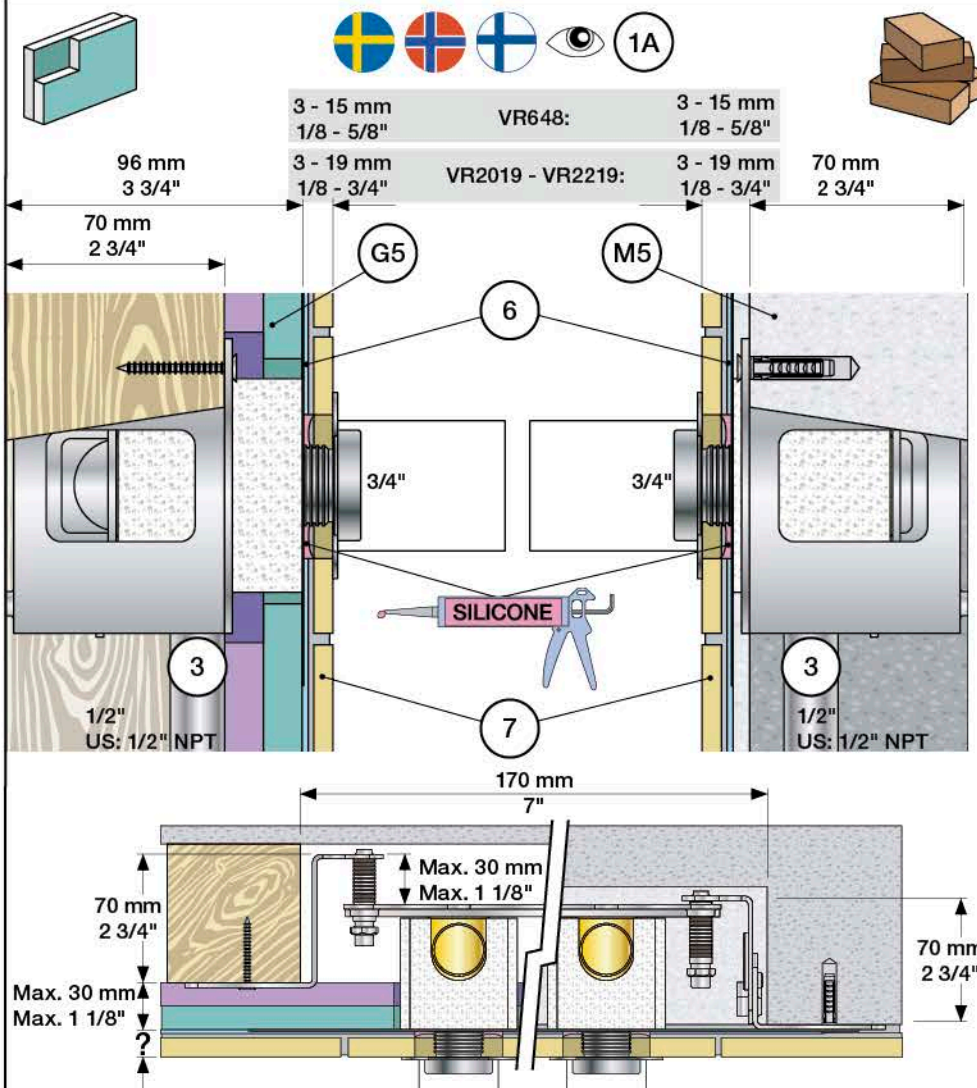 1A
3 - 15 mm VR648: 3 - 15 mm
1/8 - 5/8" 1/8 - 5/8"
96 mm
3 3/4"
3 - 19 mm VR2019 - VR2219: 3 - 19 mm
1/8 - 3/4" 1/8 - 3/4"
70 mm
2 3/4"
70 mm
2 3/4"
G5
M5
6
3/4"
3/4"
SILICONE
3
3
1/2"
US: 1/2" NPT
1/2"
US: 1/2" NPT
7
170 mm
7"
Max. 30 mm
Max. 1 1/8"
70 mm
2 3/4"
70 mm
2 3/4"
Max. 30 mm
Max. 1 1/8"
?